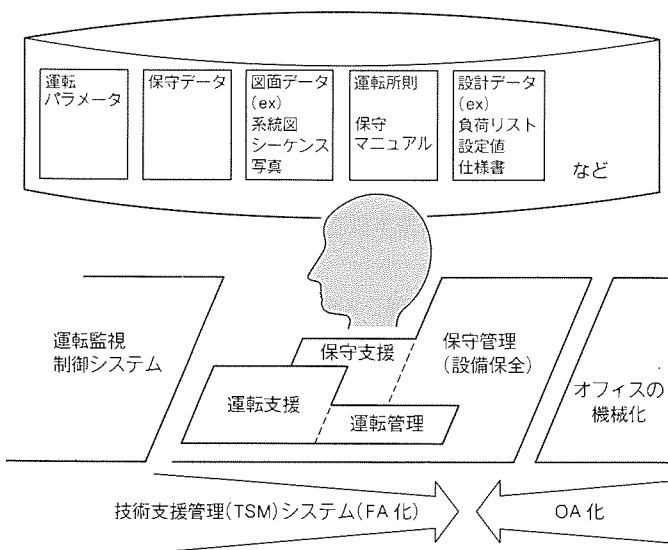 運転
パラメータ
保守データ
図面データ
(ex)
系統図
シーケンス
写真
運転所則
保守
マニュアル
設計データ
(ex)
負荷リスト
設定値
仕様書
など
運転監視
制御システム
保守支援
運転支援
運転管理
保守管理
(設備保全)
オフィスの
機械化
技術支援管理(TSM)システム(FA化)
OA化